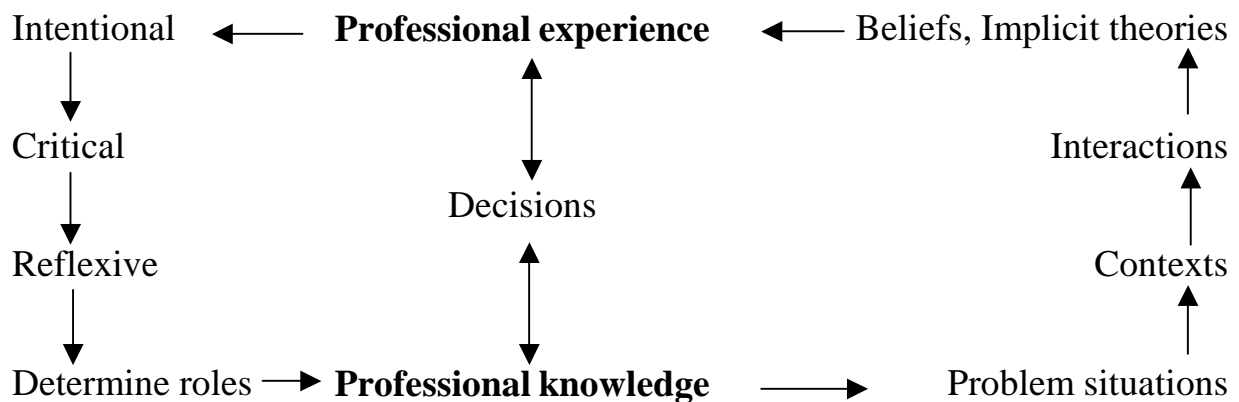 Intentional Professional experience Beliefs, Implicit theories
Critical Interactions
Decisions
Reflexive Contexts
Determine roles Professional knowledge Problem situations